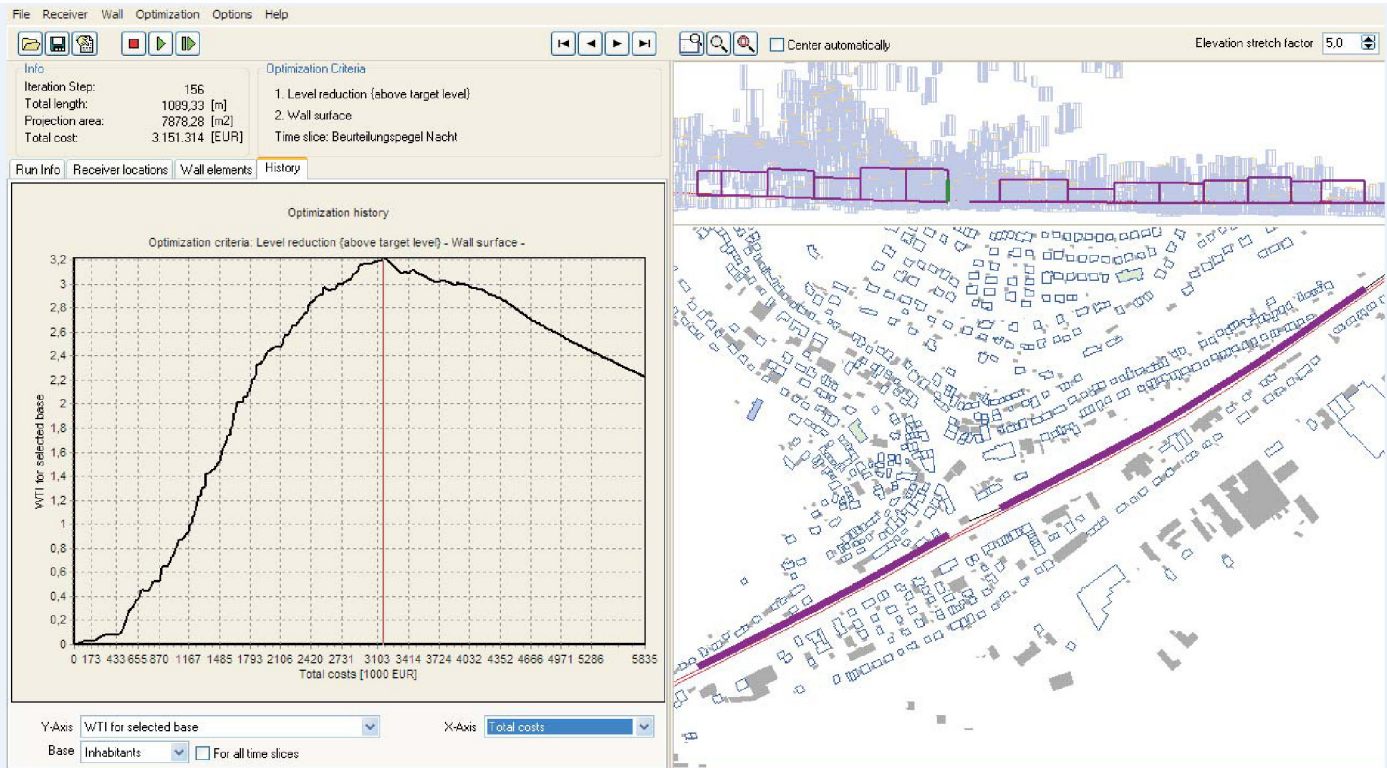 File Receiver Wall Optimization Options Help
Center automatically
Elevation stretch factor 5,0
Info
Iteration Step: 156
Total length: 1089,33 [m]
Projection area: 7878,28 [m2]
Total cost: 3.151.314 [EUR]
Optimization Criteria
1. Level reduction {above target level}
2. Wall surface
Time slice: Beurteilungspegel Nacht
Run Info Receiver locations Wall elements History
Optimization history
Optimization criteria: Level reduction {above target level} - Wall surface -
WTI for selected base
3,2
3
2,8
2,6
2,4
2,2
2
1,8
1,6
1,4
1,2
1
0,8
0,6
0,4
0,2
0
0 173 433 655 870 1167 1485 1793 2106 2420 2731 3103 3414 3724 4032 4352 4666 4971 5286 5835
Total costs [1000 EUR]
Y-Axis WTI for selected base
X-Axis Total costs
Base Inhabitants
For all time slices